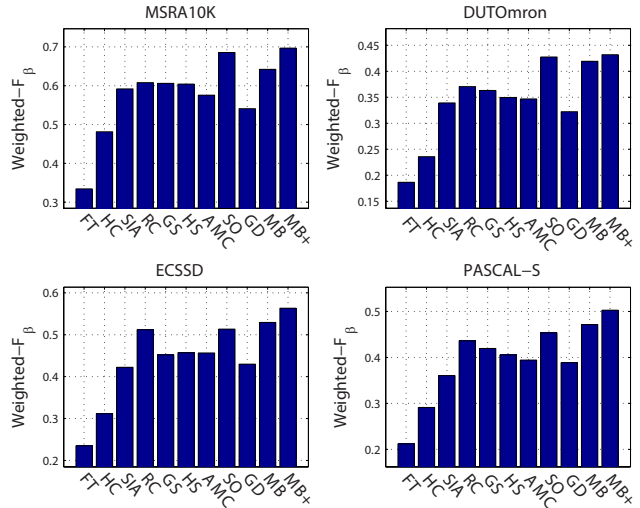 MSRA10K
Weighted−F β
0.7
0.6
0.5
0.4
0.3
FT HC SIA RC GS HS AMC SO GD MB MB+
DUTOmron
Weighted−F β
0.45
0.4
0.35
0.3
0.25
0.2
0.15
FT HC SIA RC GS HS AMC SO GD MB MB+
ECSSD
Weighted−F β
0.6
0.5
0.4
0.3
0.2
FT HC SIA RC GS HS AMC SO GD MB MB+
PASCAL−S
Weighted−F β
0.5
0.4
0.3
0.2
FT HC SIA RC GS HS AMC SO GD MB MB+